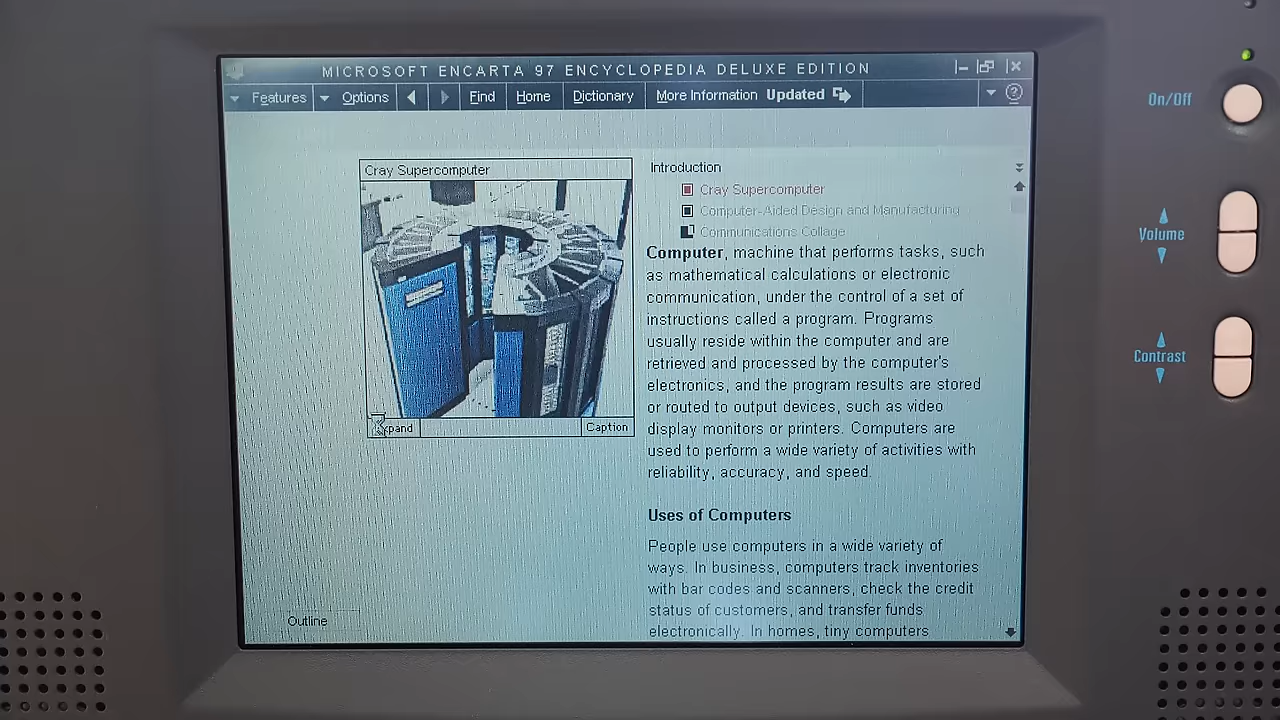 MICROSOFT ENCARTA 97 ENCYCLOPEDIA DELUXE EDITION
Features Options Find Home Dictionary More Information Updated
Cray Supercomputer
Caption
Introduction
Cray Supercomputer
Computer-Aided Design and Manufacturing
Communications Collage
Computer, machine that performs tasks, such
as mathematical calculations or electronic
communication, under the control of a set of
instructions called a program. Programs
usually reside within the computer and are
retrieved and processed by the computer's
electronics, and the program results are stored
or routed to output devices, such as video
display monitors or printers. Computers are
used to perform a wide variety of activities with
reliability, accuracy, and speed.
Uses of Computers
People use computers in a wide variety of
ways. In business, computers track inventories
with bar codes and scanners, check the credit
status of customers, and transfer funds
electronically. In homes, tiny computers
Outline
On/Off
Volume
Contrast